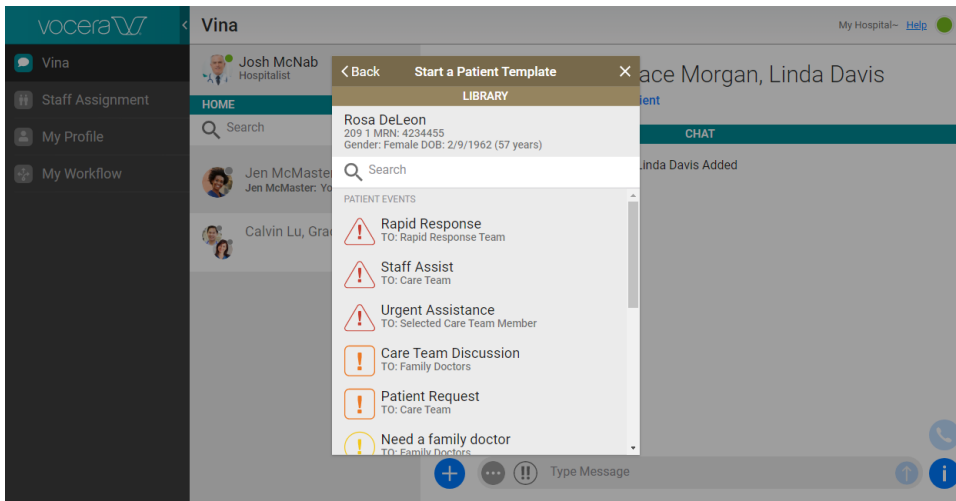 vocera
Vina
My Hospital~ Help
Vina
Staff Assignment
My Profile
My Workflow
Josh McNab
Hospitalist
HOME
Search
Jen McMaste
Jen McMaster: Yo
Calvin Lu, Gra
Back Start a Patient Template
LIBRARY
Rosa DeLeon
209 1 MRN: 4234455
Gender: Female DOB: 2/9/1962 (57 years)
Search
PATIENT EVENTS
Rapid Response
TO: Rapid Response Team
Staff Assist
TO: Care Team
Urgent Assistance
TO: Selected Care Team Member
Care Team Discussion
TO: Family Doctors
Patient Request
TO: Care Team
Need a family doctor
TO: Family Doctors
ace Morgan, Linda Davis
ient
CHAT
Linda Davis Added
Type Message